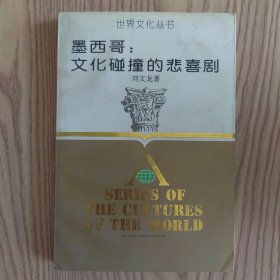 世界文化丛书
墨西哥：
文化碰撞的悲喜剧
刘文龙著
A
SERIES OF
THE CULTURES
OF THE WORLD